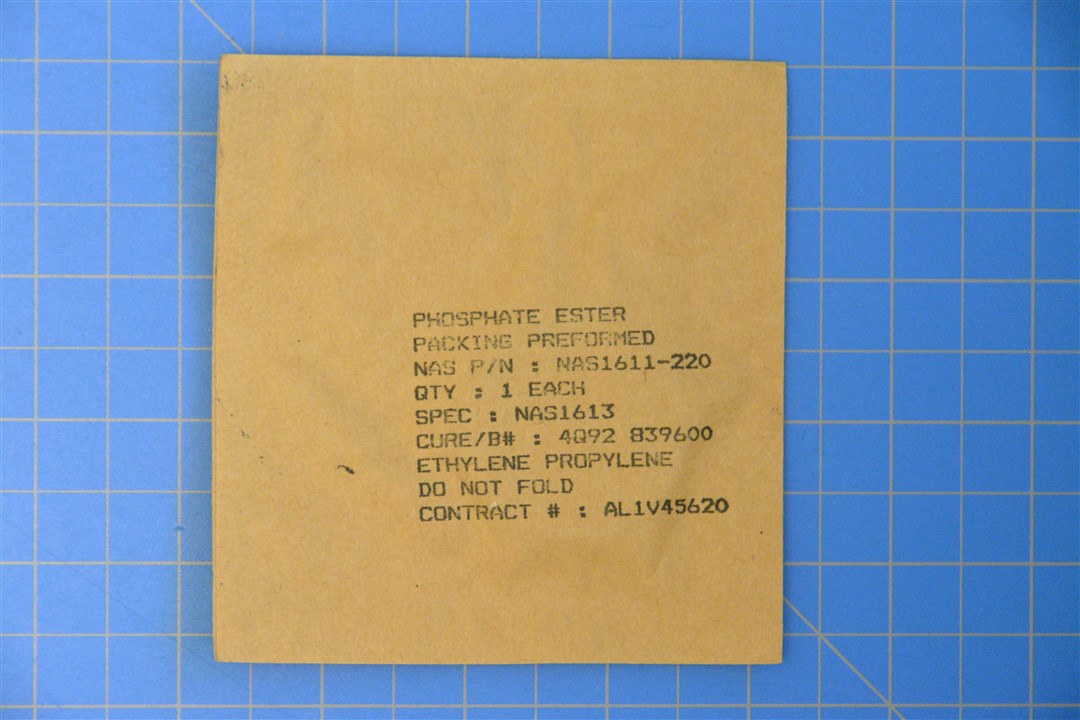 PHOSPHATE ESTER
PACKING PREFORMED
NAS P/N : NAS1611-220
QTY : 1 EACH
SPEC : NAS1613
CURE/B# : 4Q92 839600
ETHYLENE PROPYLENE
DO NOT FOLD
CONTRACT # : AL1V45620